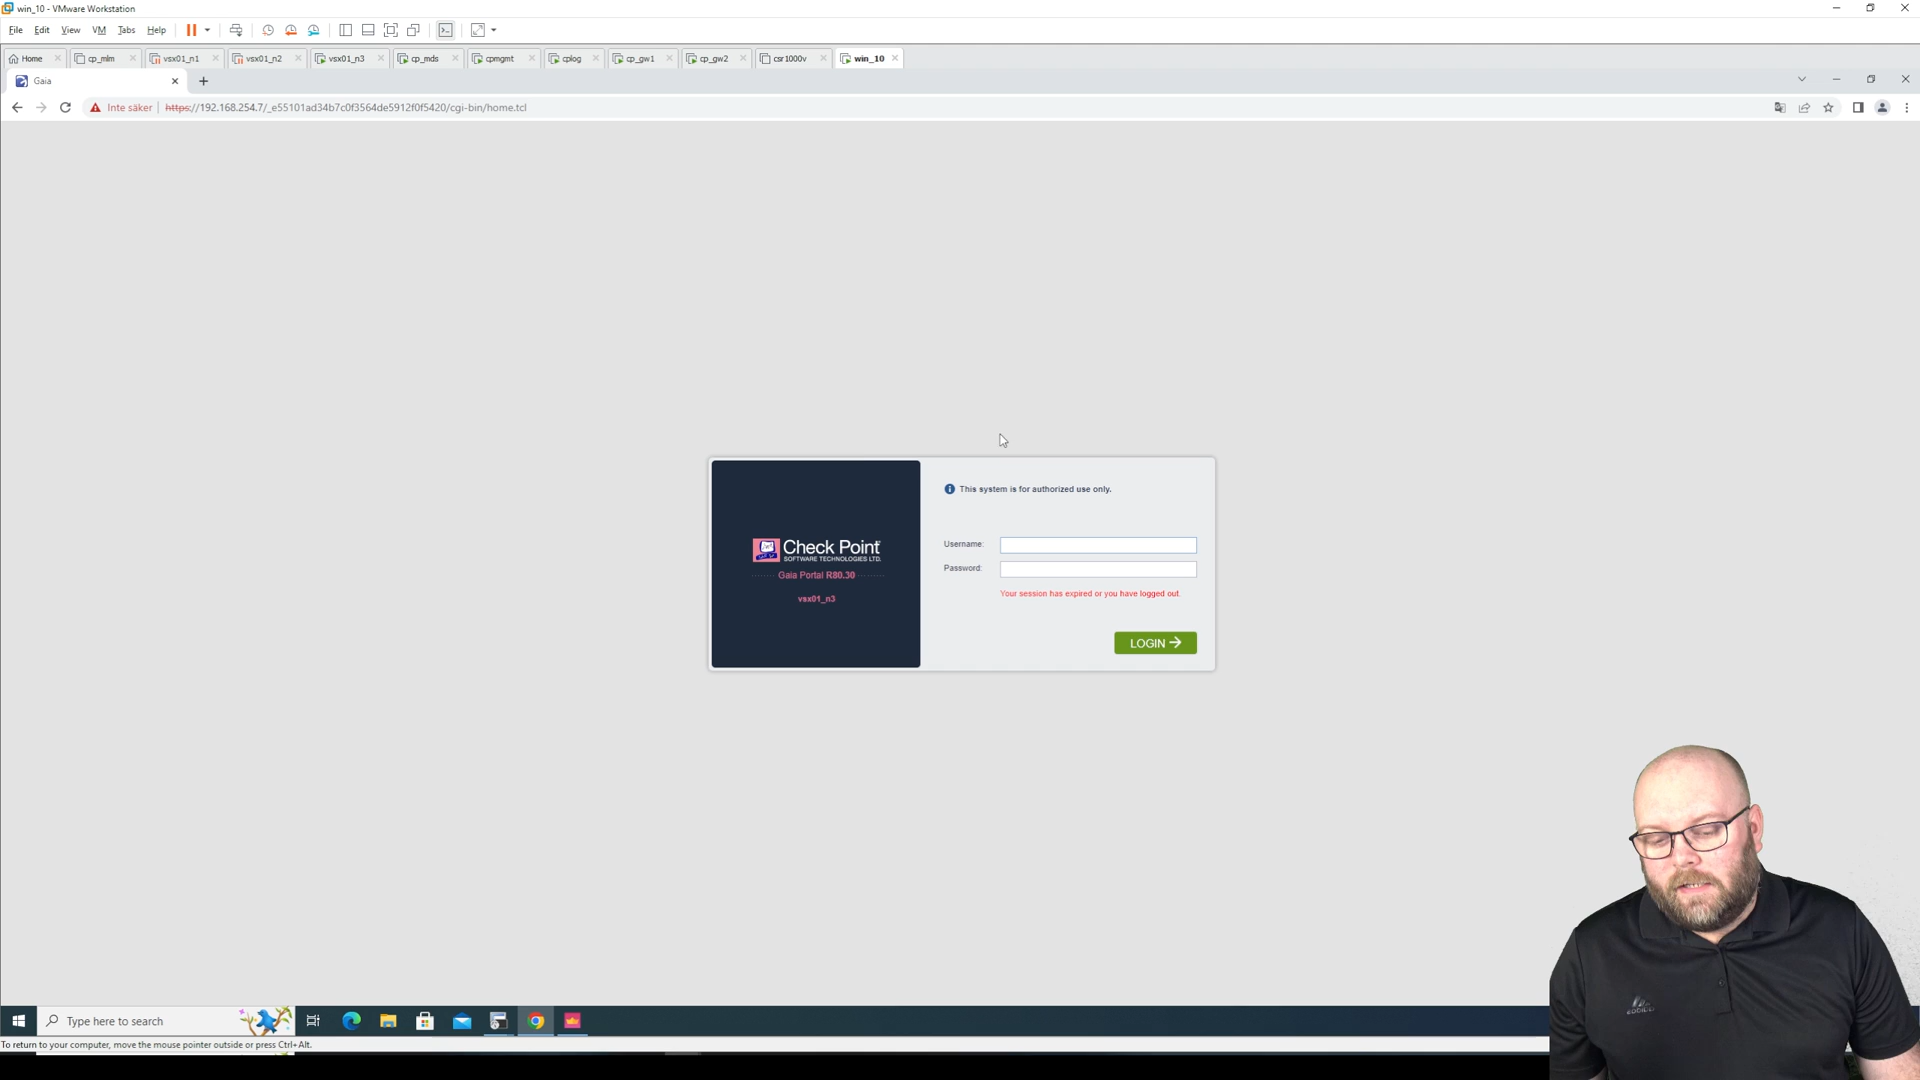 win_10 - VMware Workstation
File Edit View VM Tabs Help
Home cp_mlm vsx01_n1 vsx01_n2 vsx01_n3 cp_mds cpmgmt cplog cp_gw1 cp_gw2 csr1000v win_10
Gaia
Inte säker https://192.168.254.7/_e55101ad34b7c0f3564de5912f0f5420/cgi-bin/home.tcl
This system is for authorized use only.
Check Point
SOFTWARE TECHNOLOGIES LTD.
Gaia Portal R80.30
vsx01_n3
Username:
Password:
Your session has expired or you have logged out.
LOGIN
Type here to search
To return to your computer, move the mouse pointer outside or press Ctrl+Alt.